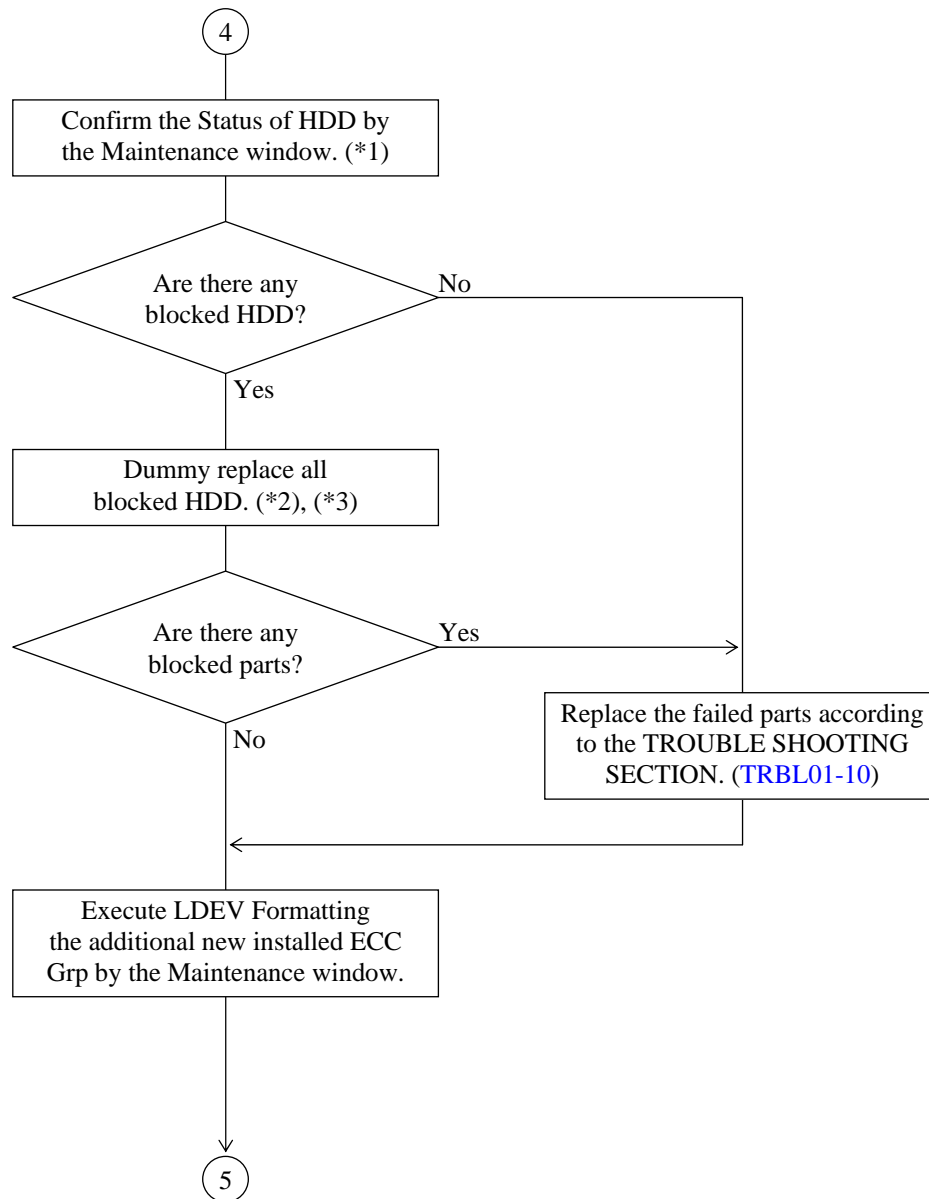 4
Confirm the Status of HDD by
the Maintenance window. (*1)
Are there any
blocked HDD?
No
Yes
Dummy replace all
blocked HDD. (*2), (*3)
Are there any
blocked parts?
Yes
No
Replace the failed parts according
to the TROUBLE SHOOTING
SECTION. (TRBL01-10)
Execute LDEV Formatting
the additional new installed ECC
Grp by the Maintenance window.
5